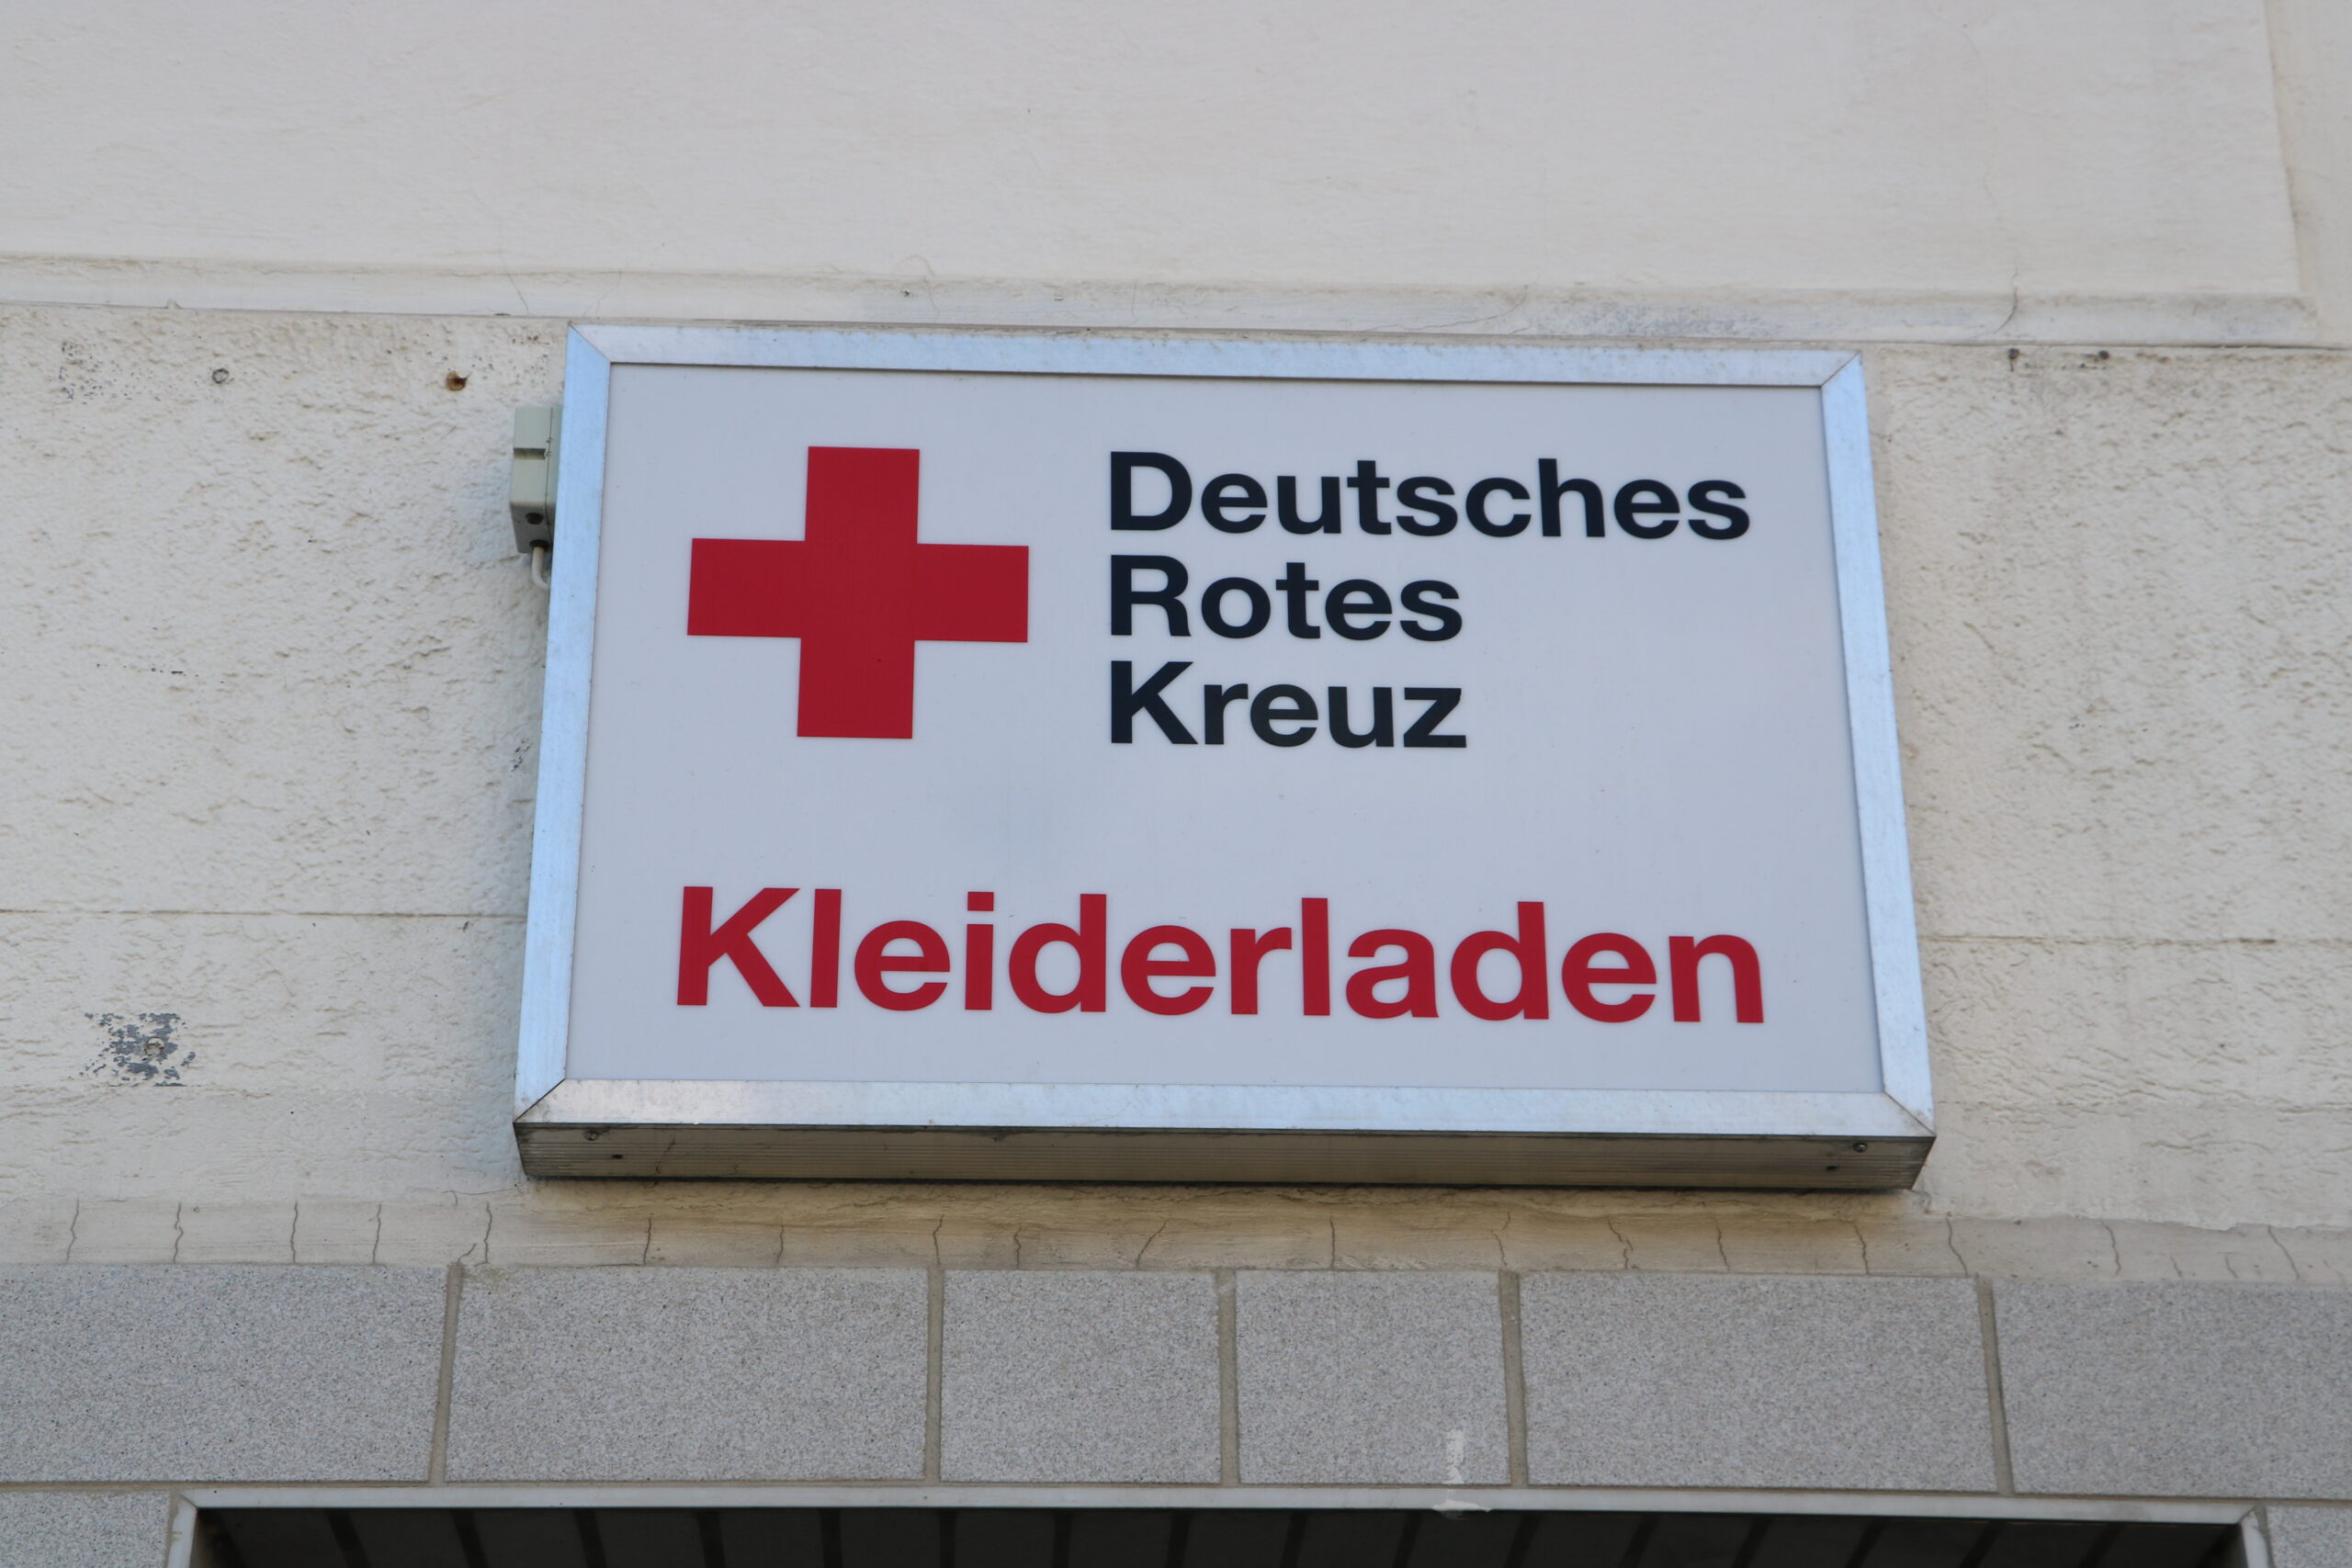 Deutsches
Rotes
Kreuz
Kleiderladen